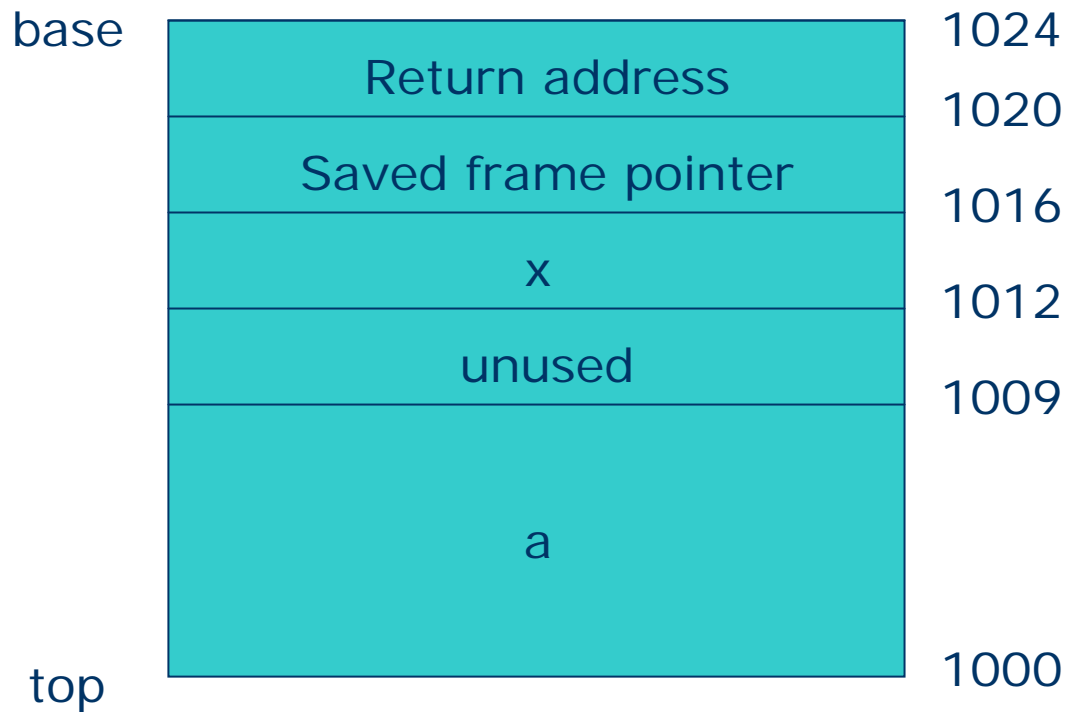 base
1024
Return address
1020
Saved frame pointer
1016
x
1012
unused
1009
a
top
1000